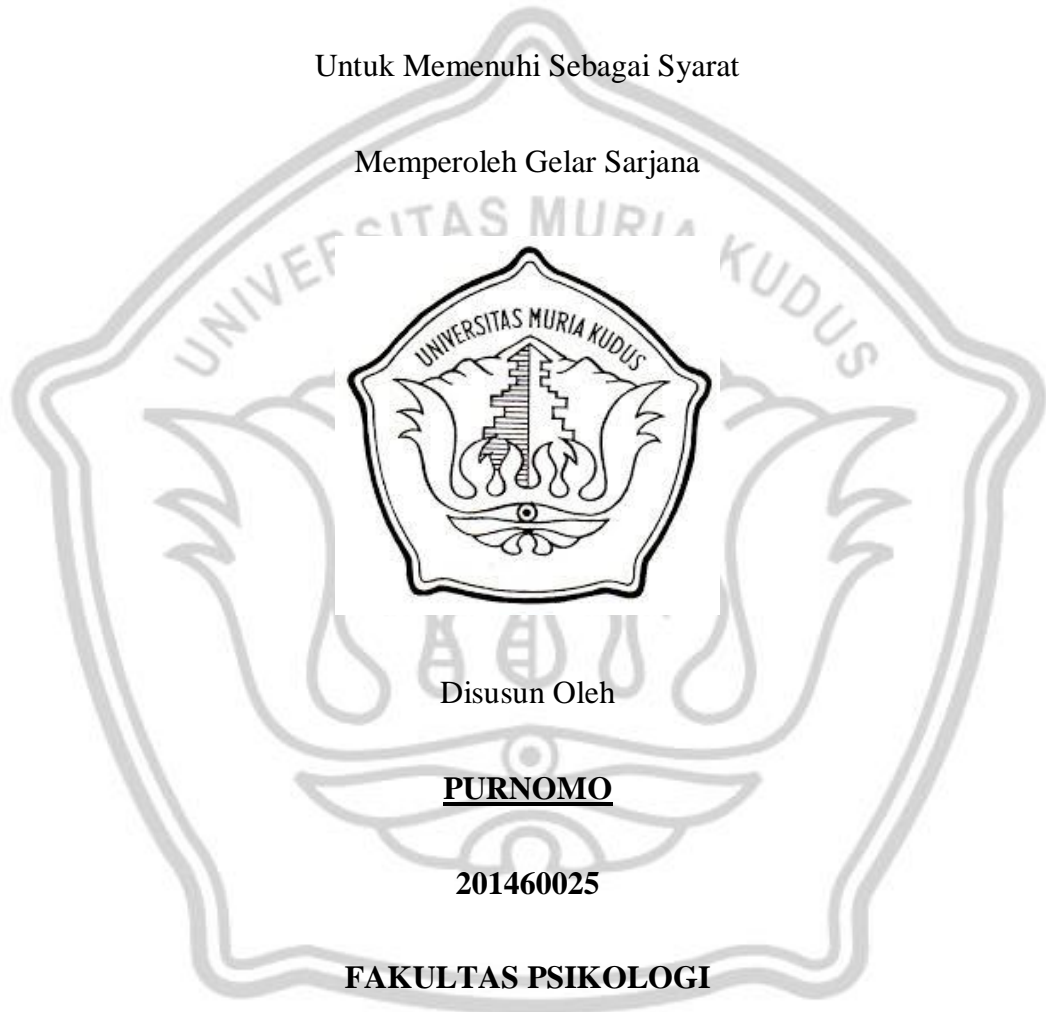 Untuk Memenuhi Sebagai Syarat
Memperoleh Gelar Sarjana
UNIVERSITAS MURIA KUDUS
UNIVERSITAS MURIA KUDUS
Disusun Oleh
PURNOMO
201460025
FAKULTAS PSIKOLOGI